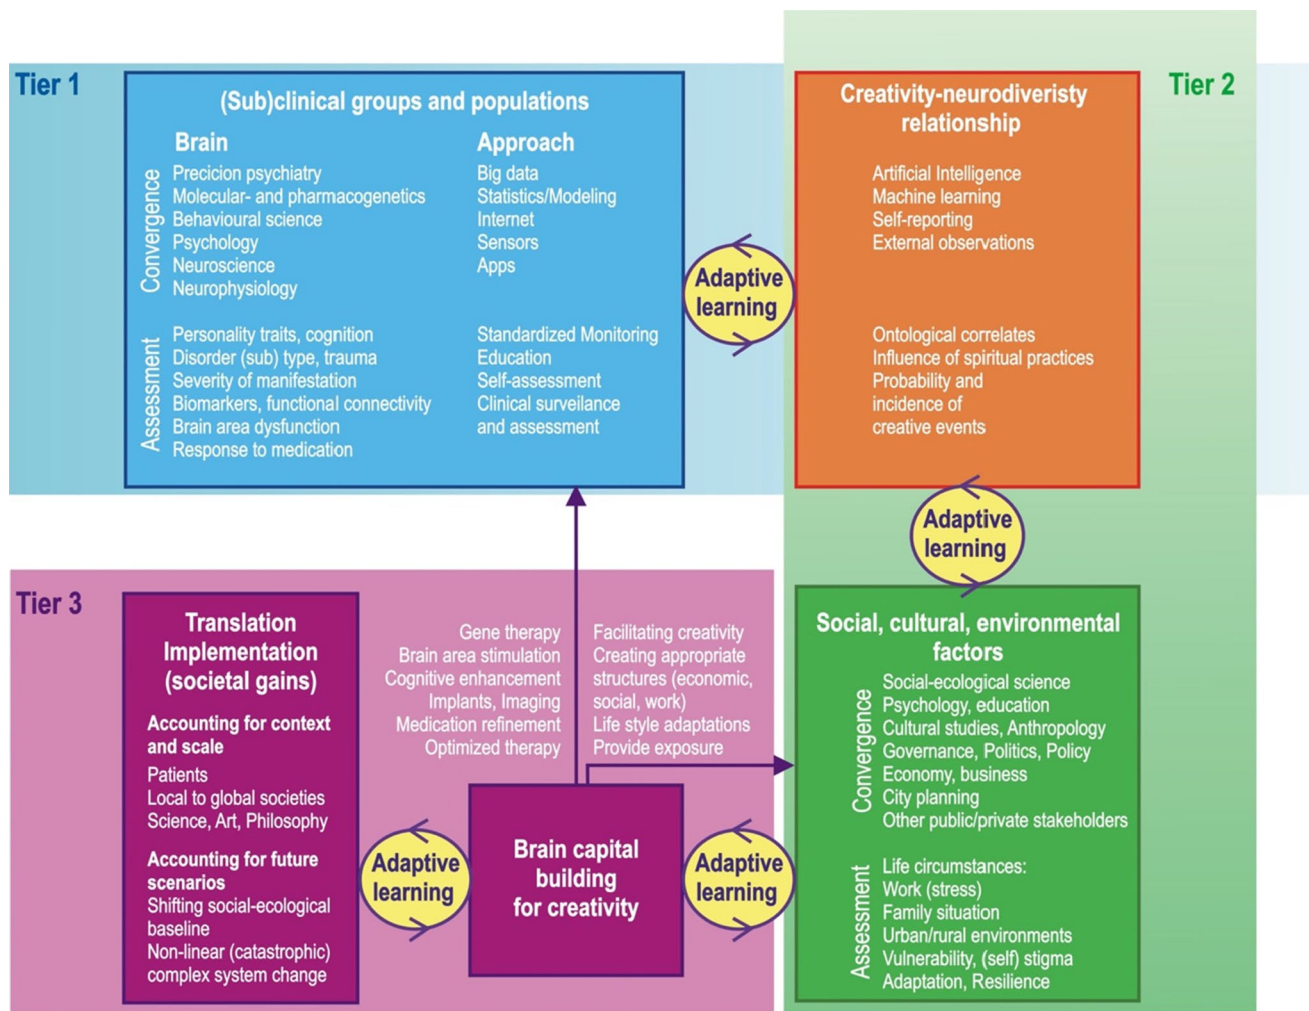 Tier 1
(Sub)clinical groups and populations
Brain
Approach
Convergence
Precicion psychiatry
Molecular- and pharmacogenetics
Behavioural science
Psychology
Neuroscience
Neurophysiology
Big data
Statistics/Modeling
Internet
Sensors
Apps
Assessment
Personality traits, cognition
Disorder (sub) type, trauma
Severity of manifestation
Biomarkers, functional connectivity
Brain area dysfunction
Response to medication
Standardized Monitoring
Education
Self-assessment
Clinical surveilance
and assessment
Adaptive
learning
Tier 2
Creativity-neurodiveristy
relationship
Artificial Intelligence
Machine learning
Self-reporting
External observations
Ontological correlates
Influence of spiritual practices
Probability and
incidence of
creative events
Adaptive
learning
Social, cultural, environmental
factors
Convergence
Social-ecological science
Psychology, education
Cultural studies, Anthropology
Governance, Politics, Policy
Economy, business
City planning
Other public/private stakeholders
Assessment
Life circumstances:
Work (stress)
Family situation
Urban/rural environments
Vulnerability, (self) stigma
Adaptation, Resilience
Tier 3
Translation
Implementation
(societal gains)
Accounting for context
and scale
Patients
Local to global societies
Science, Art, Philosophy
Accounting for future
scenarios
Shifting social-ecological
baseline
Non-linear (catastrophic)
complex system change
Adaptive
learning
Gene therapy
Brain area stimulation
Cognitive enhancement
Implants, Imaging
Medication refinement
Optimized therapy
Facilitating creativity
Creating appropriate
structures (economic,
social, work)
Life style adaptations
Provide exposure
Brain capital
building
for creativity
Adaptive
learning